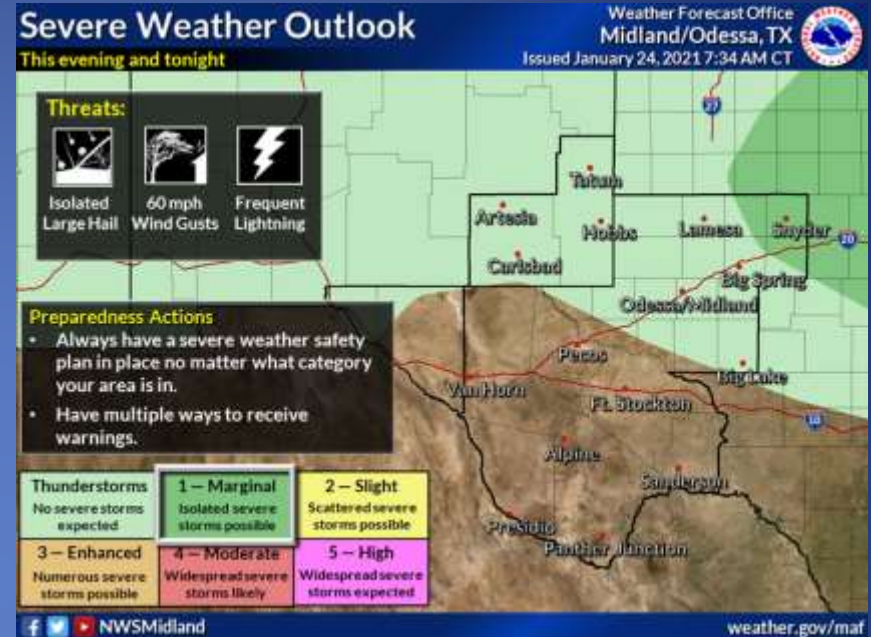 Severe Weather Outlook
This evening and tonight
Weather Forecast Office
Midland/Odessa, TX
Issued January 24, 2021 7:34 AM CT
Threats:
Isolated
Large Hail
60 mph
Wind Gusts
Frequent
Lightning
27
Tatum
Artesia
Hobbs
Lamesa
Snyder
20
Carlsbad
Big Spring
Odessa/Midland
Pecos
Big Lake
Van Horn
Ft. Stockton
10
Alpine
Sanderson
Presidio
Panther Junction
Preparedness Actions
• Always have a severe weather safety
plan in place no matter what category
your area is in.
• Have multiple ways to receive
warnings.
Thunderstorms
No severe storms
expected
1 — Marginal
Isolated severe
storms possible
2 — Slight
Scattered severe
storms possible
3 — Enhanced
Numerous severe
storms possible
4 — Moderate
Widespread severe
storms likely
5 — High
Widespread severe
storms expected
NWSMidland
weather.gov/maf